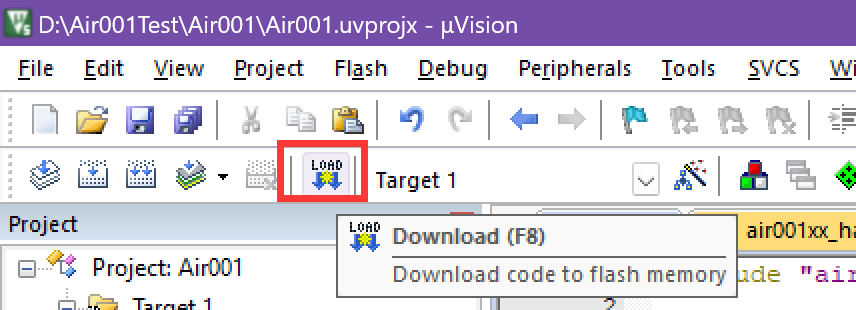 D:\Air001Test\Air001\Air001.uvprojx - µVision
File Edit View Project Flash Debug Peripherals Tools SVCS
LOAD
Target 1
Project
LOAD
Download (F8)
air001xx_ha
Project: Air001
Download code to flash memory
ude "air
Target 1
2